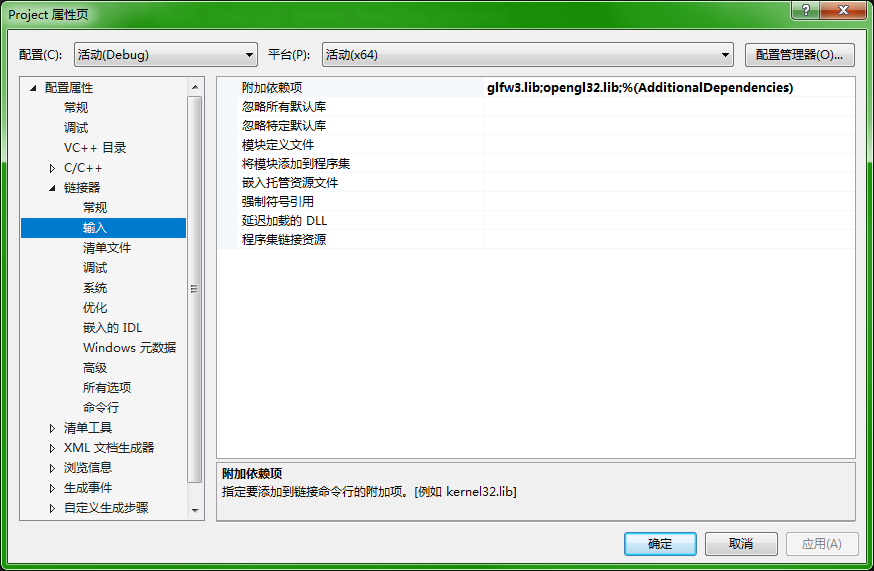 Project 属性页
配置(C): 活动(Debug) 平台(P): 活动(x64) 配置管理器(O)...
配置属性
常规
调试
VC++ 目录
C/C++
链接器
常规
输入
清单文件
调试
系统
优化
嵌入的 IDL
Windows 元数据
高级
所有选项
命令行
清单工具
XML 文档生成器
浏览信息
生成事件
自定义生成步骤
附加依赖项 glfw3.lib;opengl32.lib;%(AdditionalDependencies)
忽略所有默认库
忽略特定默认库
模块定义文件
将模块添加到程序集
嵌入托管资源文件
强制符号引用
延迟加载的 DLL
程序集链接资源
附加依赖项
指定要添加到链接命令行的附加项。[例如 kernel32.lib]
确定 取消 应用(A)